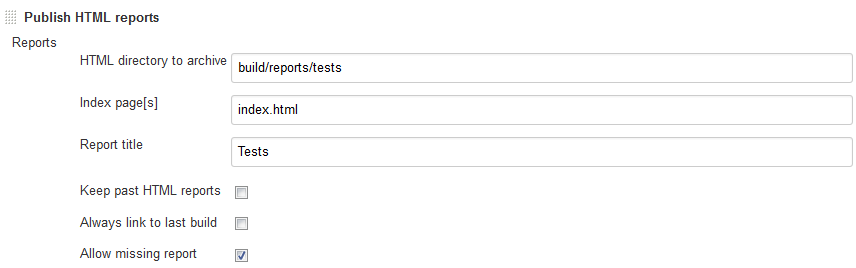 Publish HTML reports
Reports
HTML directory to archive build/reports/tests
Index page[s] index.html
Report title Tests
Keep past HTML reports
Always link to last build
Allow missing report